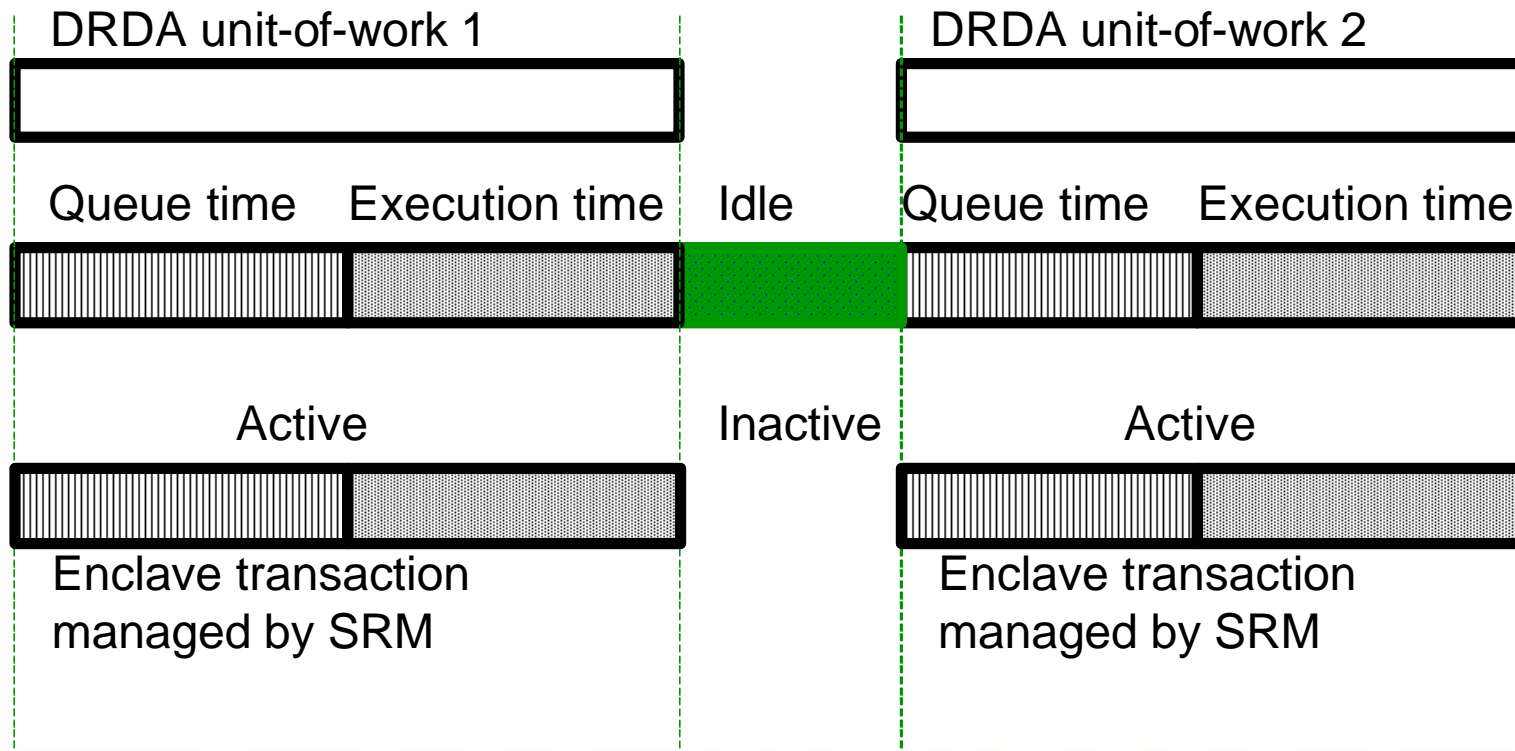 DRDA unit-of-work 1
DRDA unit-of-work 2
Queue time
Execution time
Idle
Queue time
Execution time
Active
Inactive
Active
Enclave transaction
managed by SRM
Enclave transaction
managed by SRM